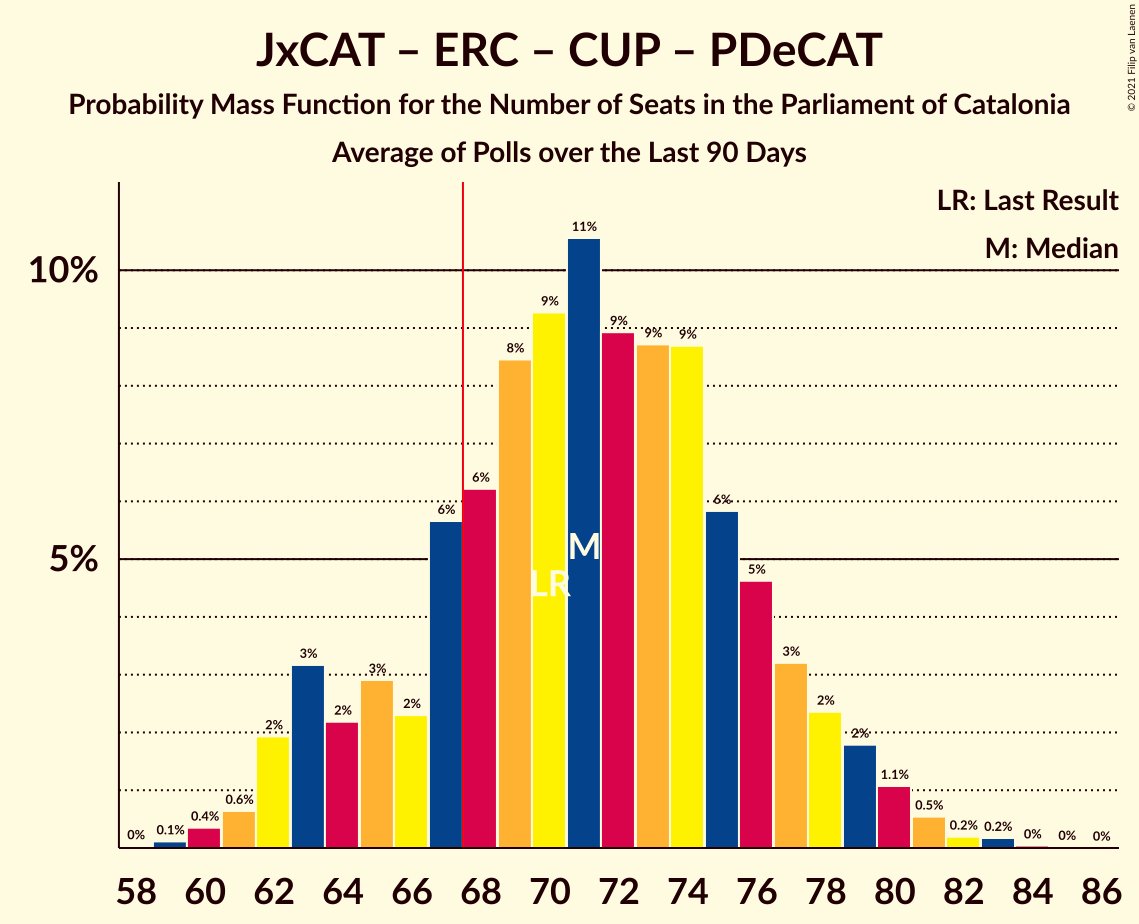 JxCAT – ERC – CUP – PDeCAT
Probability Mass Function for the Number of Seats in the Parliament of Catalonia
Average of Polls over the Last 90 Days
© 2021 Filip van Laenen
LR: Last Result
M: Median
10%
5%
0% 0.1% 0.4% 0.6% 2% 3% 2% 3% 2% 6% 6% 8% 9% 11% 9% 9% 9% 6% 5% 3% 2% 2% 1.1% 0.5% 0.2% 0.2% 0% 0% 0%
M
LR
58 60 62 64 66 68 70 72 74 76 78 80 82 84 86